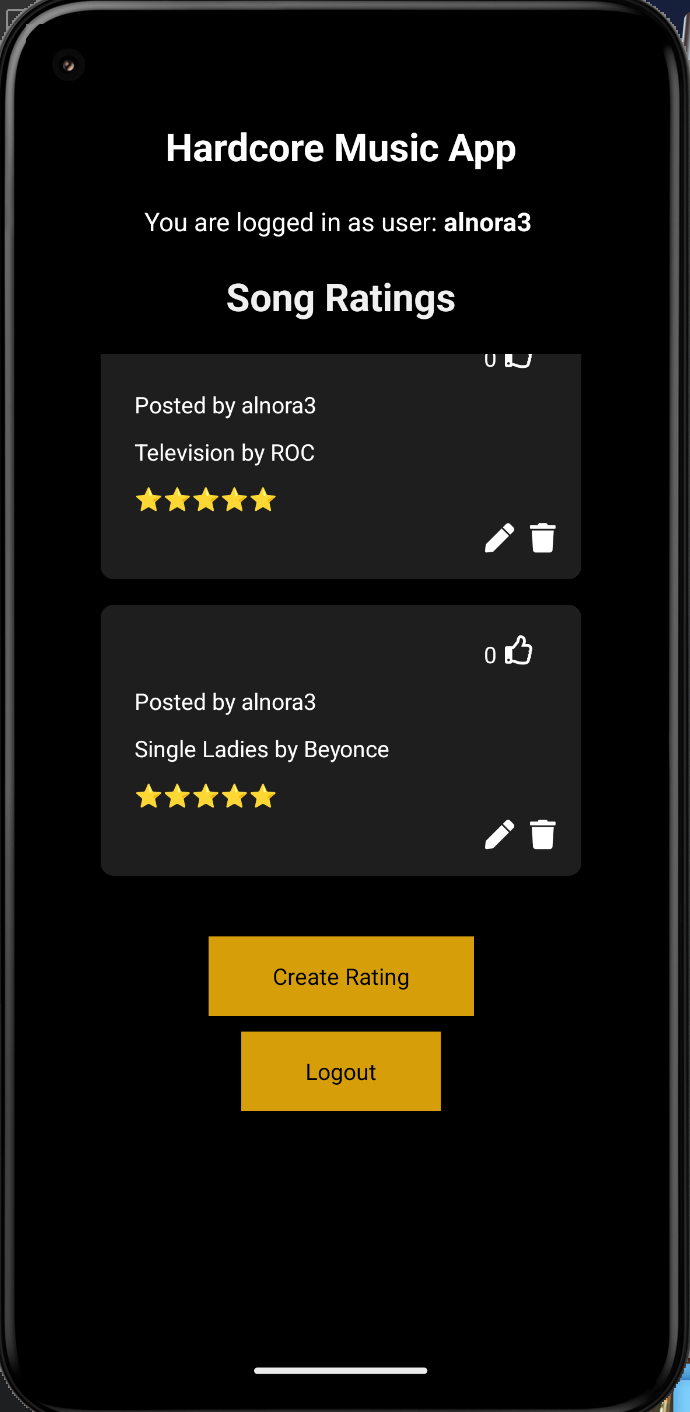 Hardcore Music App
You are logged in as user: alnora3
Song Ratings
0
Posted by alnora3
Television by ROC
0
Posted by alnora3
Single Ladies by Beyonce
Create Rating
Logout